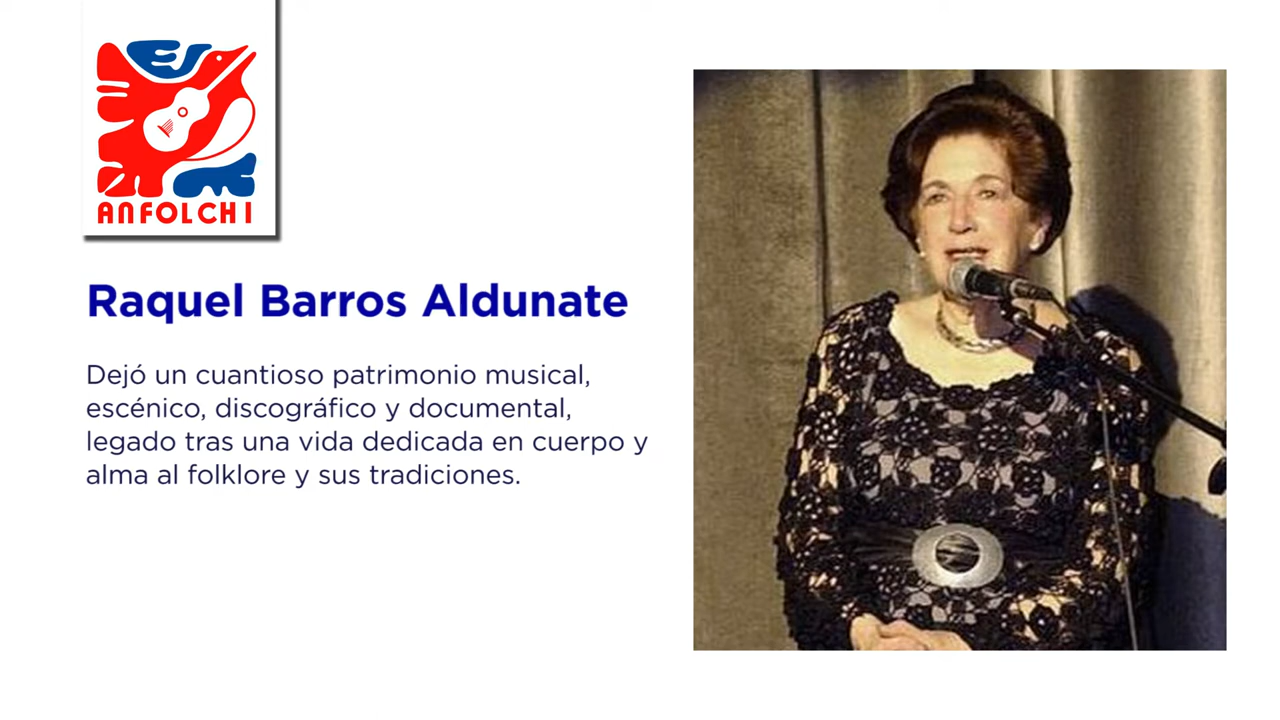 ANFOLCHI
Raquel Barros Aldunate
Dejó un cuantioso patrimonio musical,
escénico, discográfico y documental,
legado tras una vida dedicada en cuerpo y
alma al folklore y sus tradiciones.